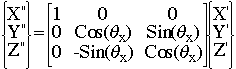 X" 1 0 0 X'
Y" = 0 Cos(θX) Sin(θX) Y'
Z" 0 -Sin(θX) Cos(θX) Z'